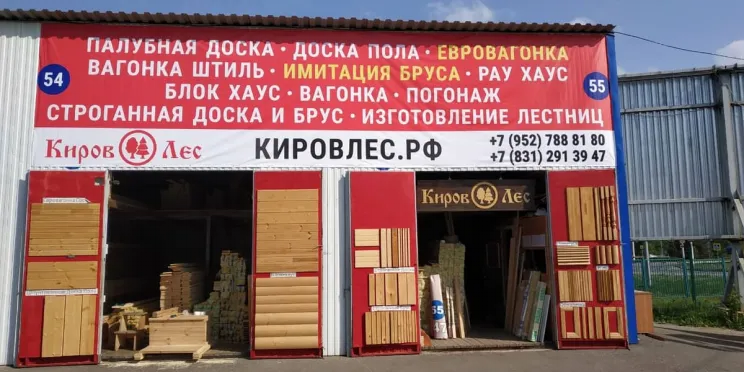 ПАЛУБНАЯ ДОСКА · ДОСКА ПОЛА · ЕВРОВАГОНКА
54
ВАГОНКА ШТИЛЬ · ИМИТАЦИЯ БРУСА · РАУ ХАУС
55
БЛОК ХАУС · ВАГОНКА · ПОГОНАЖ
СТРОГАННАЯ ДОСКА И БРУС · ИЗГОТОВЛЕНИЕ ЛЕСТНИЦ
Киров Лес
КИРОВЛЕС.РФ
+7 (952) 788 81 80
+7 (831) 291 39 47
Киров Лес
55